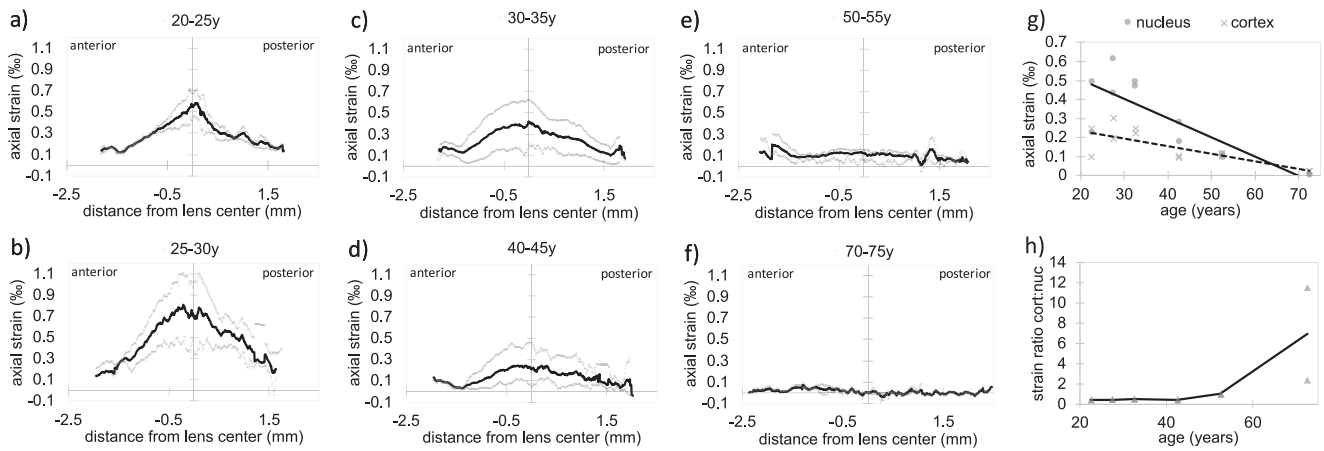 a)
20-25y
anterior
posterior
axial strain (‰)
1.1
0.9
0.7
0.5
0.3
0.1
-0.1
-2.5
-0.5
1.5
distance from lens center (mm)
b)
25-30y
anterior
posterior
axial strain (‰)
1.1
0.9
0.7
0.5
0.3
0.1
-0.1
-2.5
-0.5
1.5
distance from lens center (mm)
c)
30-35y
anterior
posterior
axial strain (‰)
1.1
0.9
0.7
0.5
0.3
0.1
-0.1
-2.5
-0.5
1.5
distance from lens center (mm)
d)
40-45y
anterior
posterior
axial strain (‰)
1.1
0.9
0.7
0.5
0.3
0.1
-0.1
-2.5
-0.5
1.5
distance from lens center (mm)
e)
50-55y
anterior
posterior
axial strain (‰)
1.1
0.9
0.7
0.5
0.3
0.1
-0.1
-2.5
-0.5
1.5
distance from lens center (mm)
f)
70-75y
anterior
posterior
axial strain (‰)
1.1
0.9
0.7
0.5
0.3
0.1
-0.1
-2.5
-0.5
1.5
distance from lens center (mm)
g)
nucleus
cortex
axial strain (‰)
0.7
0.6
0.5
0.4
0.3
0.2
0.1
0
20 30 40 50 60 70
age (years)
h)
strain ratio cort:nuc
14
12
10
8
6
4
2
0
20 40 60
age (years)